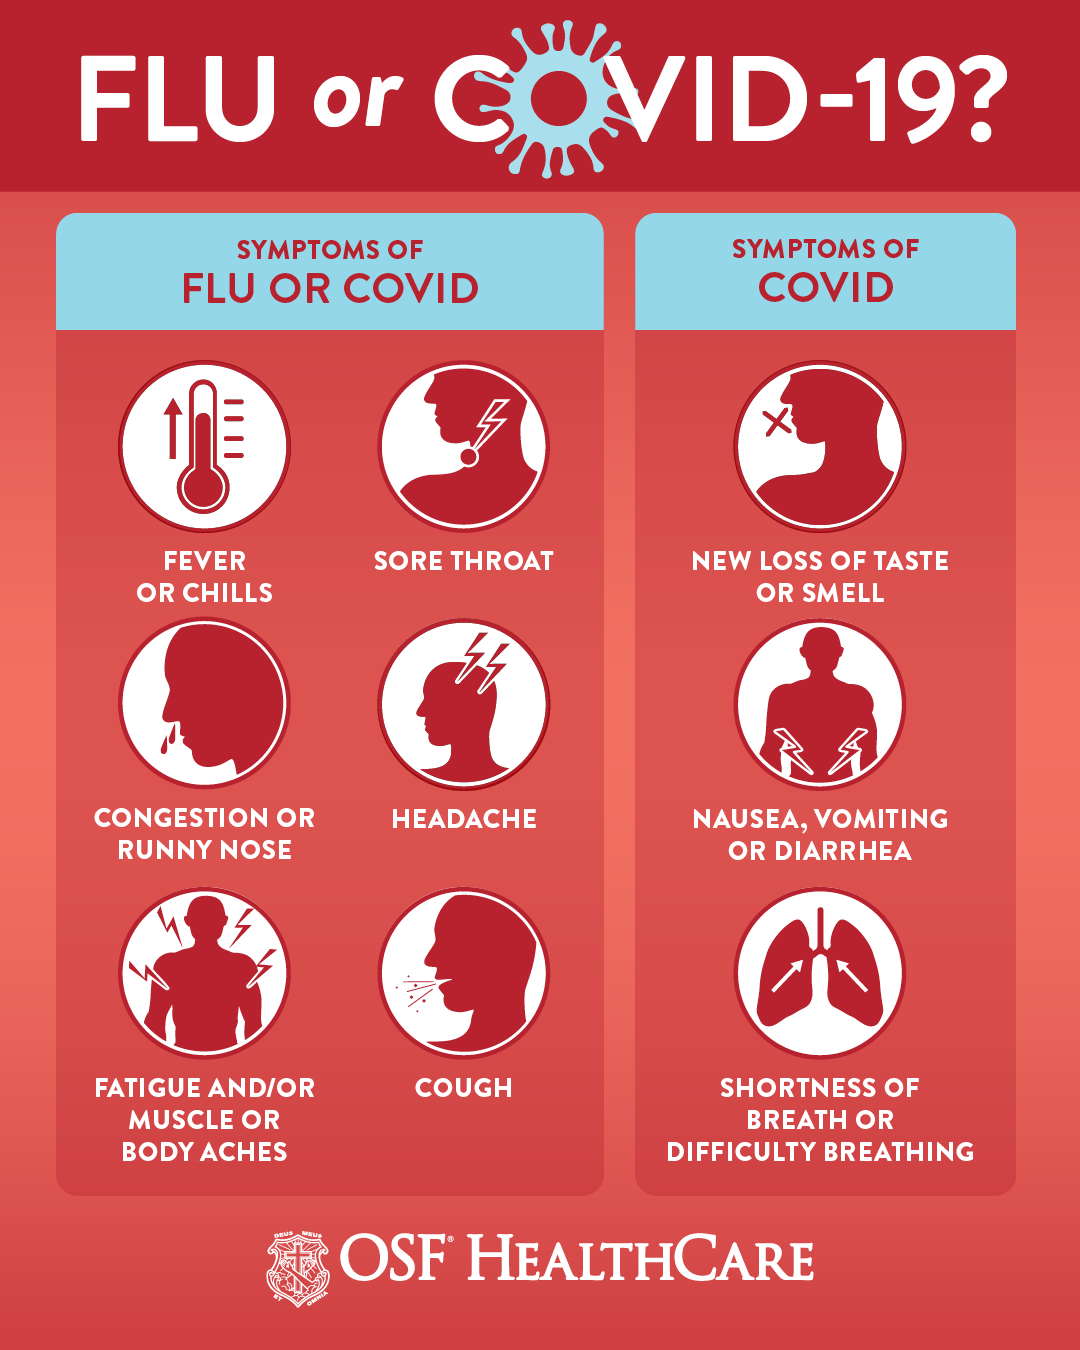 FLU or COVID-19?
SYMPTOMS OF
FLU OR COVID
FEVER
OR CHILLS
SORE THROAT
CONGESTION OR
RUNNY NOSE
HEADACHE
FATIGUE AND/OR
MUSCLE OR
BODY ACHES
COUGH
SYMPTOMS OF
COVID
NEW LOSS OF TASTE
OR SMELL
NAUSEA, VOMITING
OR DIARRHEA
SHORTNESS OF
BREATH OR
DIFFICULTY BREATHING
DEUS MEUS
ET OMNIA
OSF® HEALTHCARE